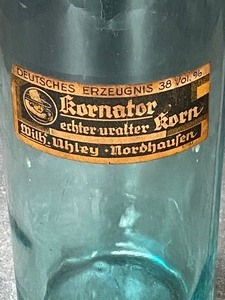 DEUTSCHES ERZEUGNIS 38 Vol. %
Kornator
echter uralter Korn
Wilh. Uhley · Nordhausen